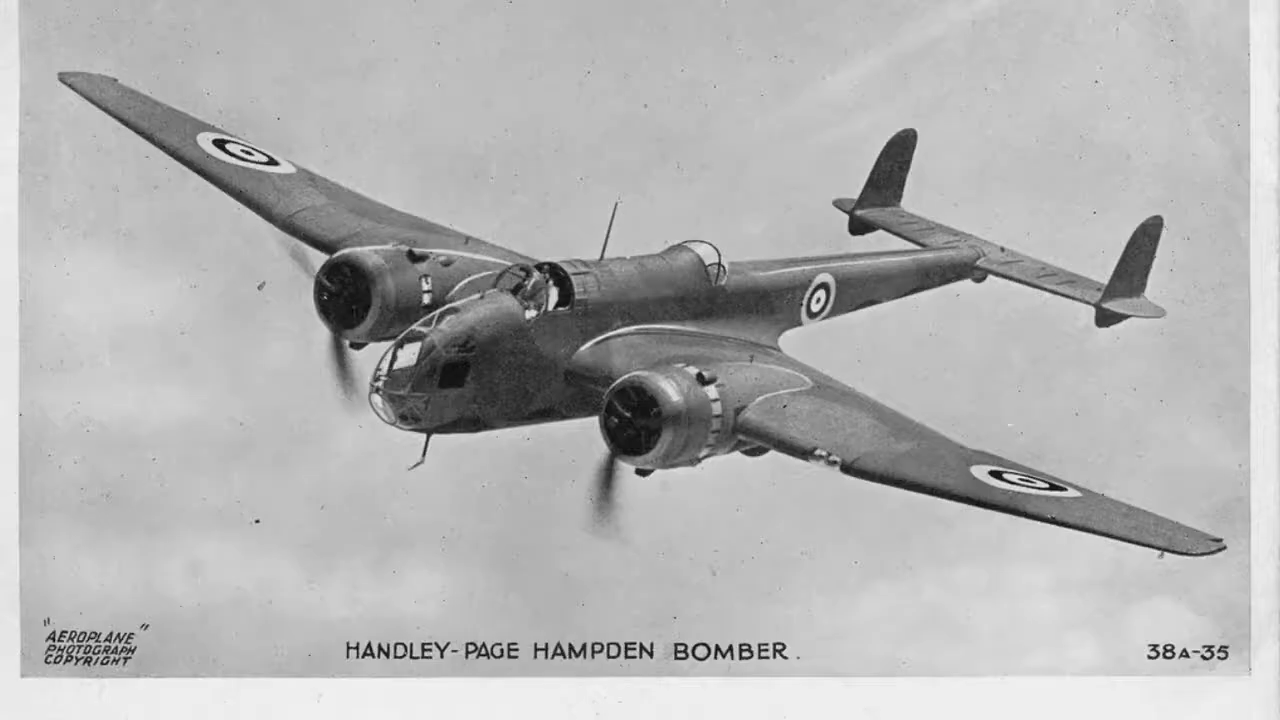 "AEROPLANE"
PHOTOGRAPH
COPYRIGHT
HANDLEY-PAGE HAMPDEN BOMBER.
38A-35